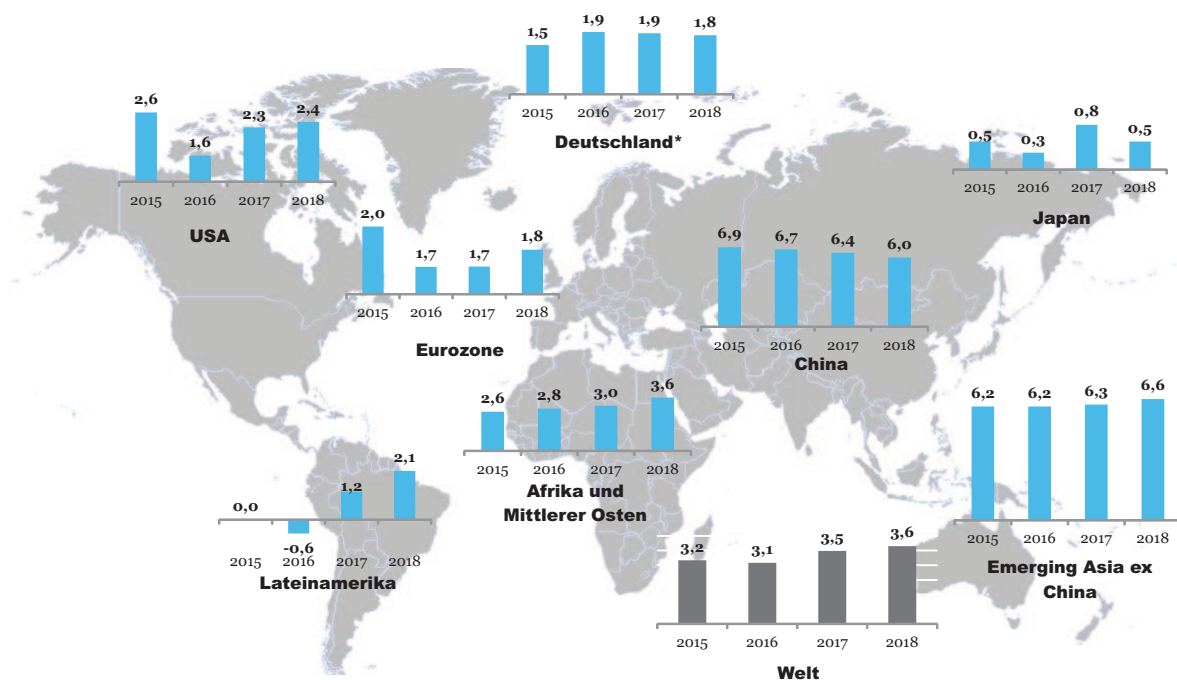 1,5 1,9 1,9 1,8
2015 2016 2017 2018
Deutschland*
2,6 1,6 2,3 2,4
2015 2016 2017 2018
USA
0,5 0,3 0,8 0,5
2015 2016 2017 2018
Japan
2,0 1,7 1,7 1,8
2015 2016 2017 2018
Eurozone
6,9 6,7 6,4 6,0
2015 2016 2017 2018
China
2,6 2,8 3,0 3,6
2015 2016 2017 2018
Afrika und
Mittlerer Osten
6,2 6,2 6,3 6,6
2015 2016 2017 2018
Emerging Asia ex
China
0,0 -0,6 1,2 2,1
2015 2016 2017 2018
Lateinamerika
3,2 3,1 3,5 3,6
2015 2016 2017 2018
Welt